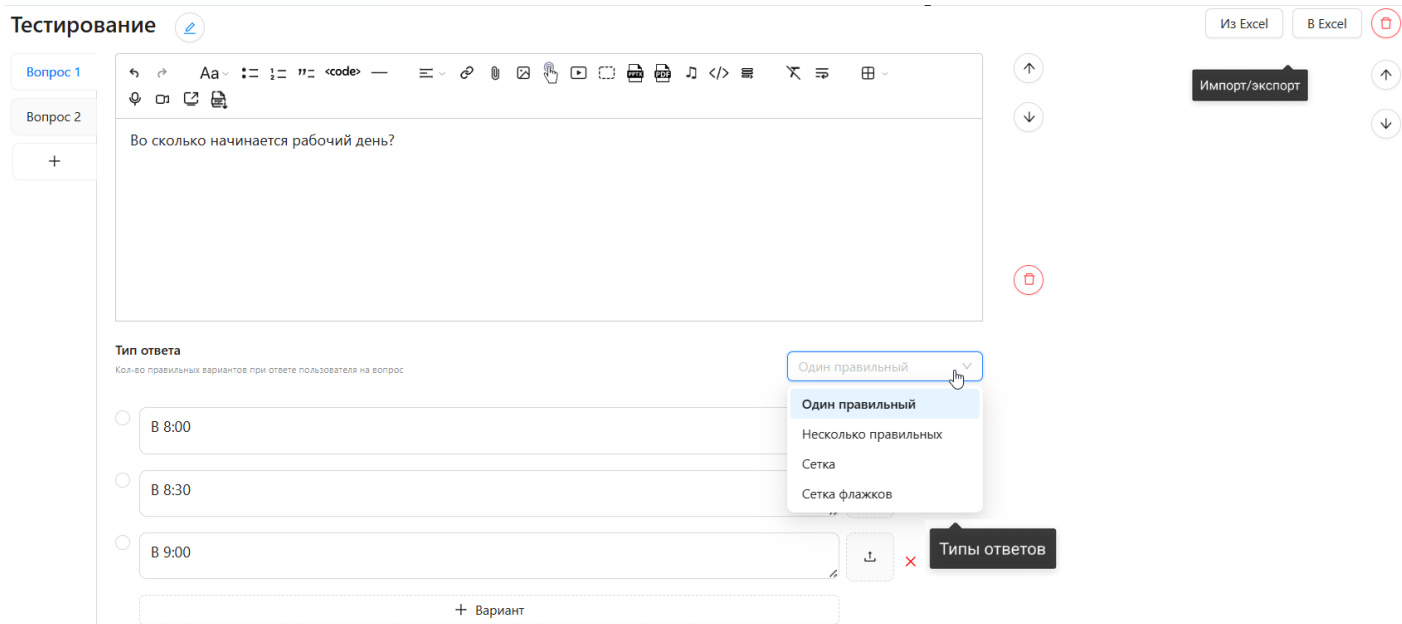 Тестирование
Из Excel
В Excel
Вопрос 1
Вопрос 2
Aa
<code>
PPTX
PDF
Импорт/экспорт
Во сколько начинается рабочий день?
Тип ответа
Кол-во правильных вариантов при ответе пользователя на вопрос
Один правильный
Один правильный
Несколько правильных
Сетка
Сетка флажков
В 8:00
В 8:30
В 9:00
Типы ответов
+ Вариант